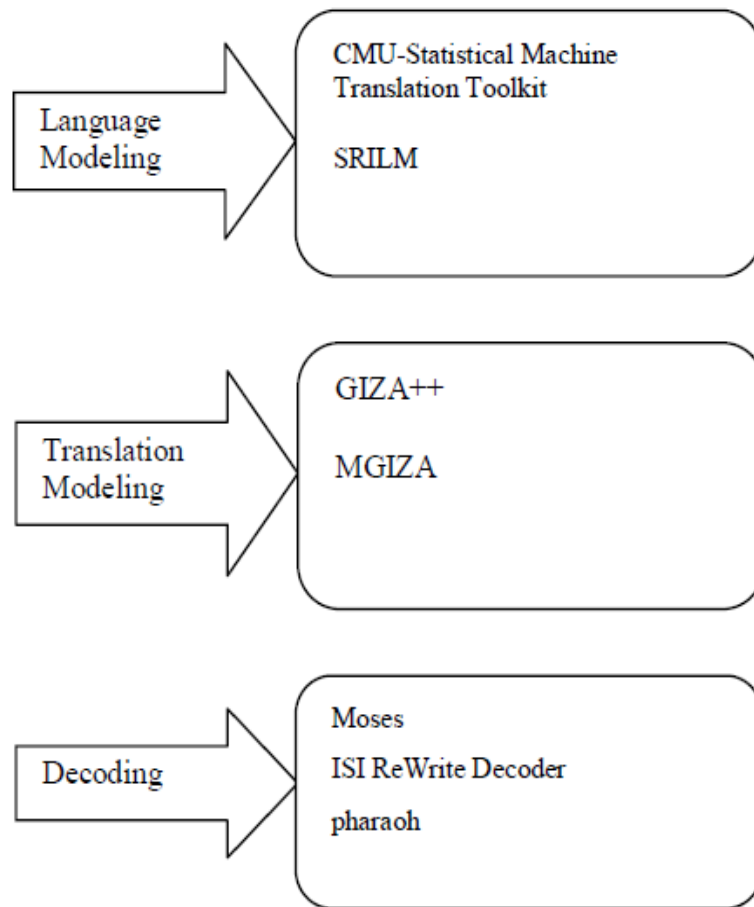 Language
Modeling
CMU-Statistical Machine
Translation Toolkit
SRILM
Translation
Modeling
GIZA++
MGIZA
Decoding
Moses
ISI ReWrite Decoder
pharaoh